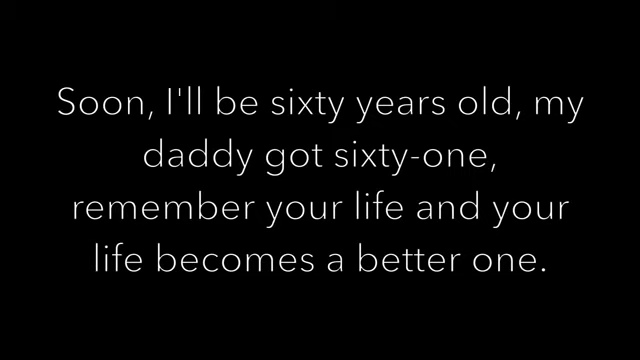 Soon, I'll be sixty years old, my
daddy got sixty-one,
remember your life and your
life becomes a better one.